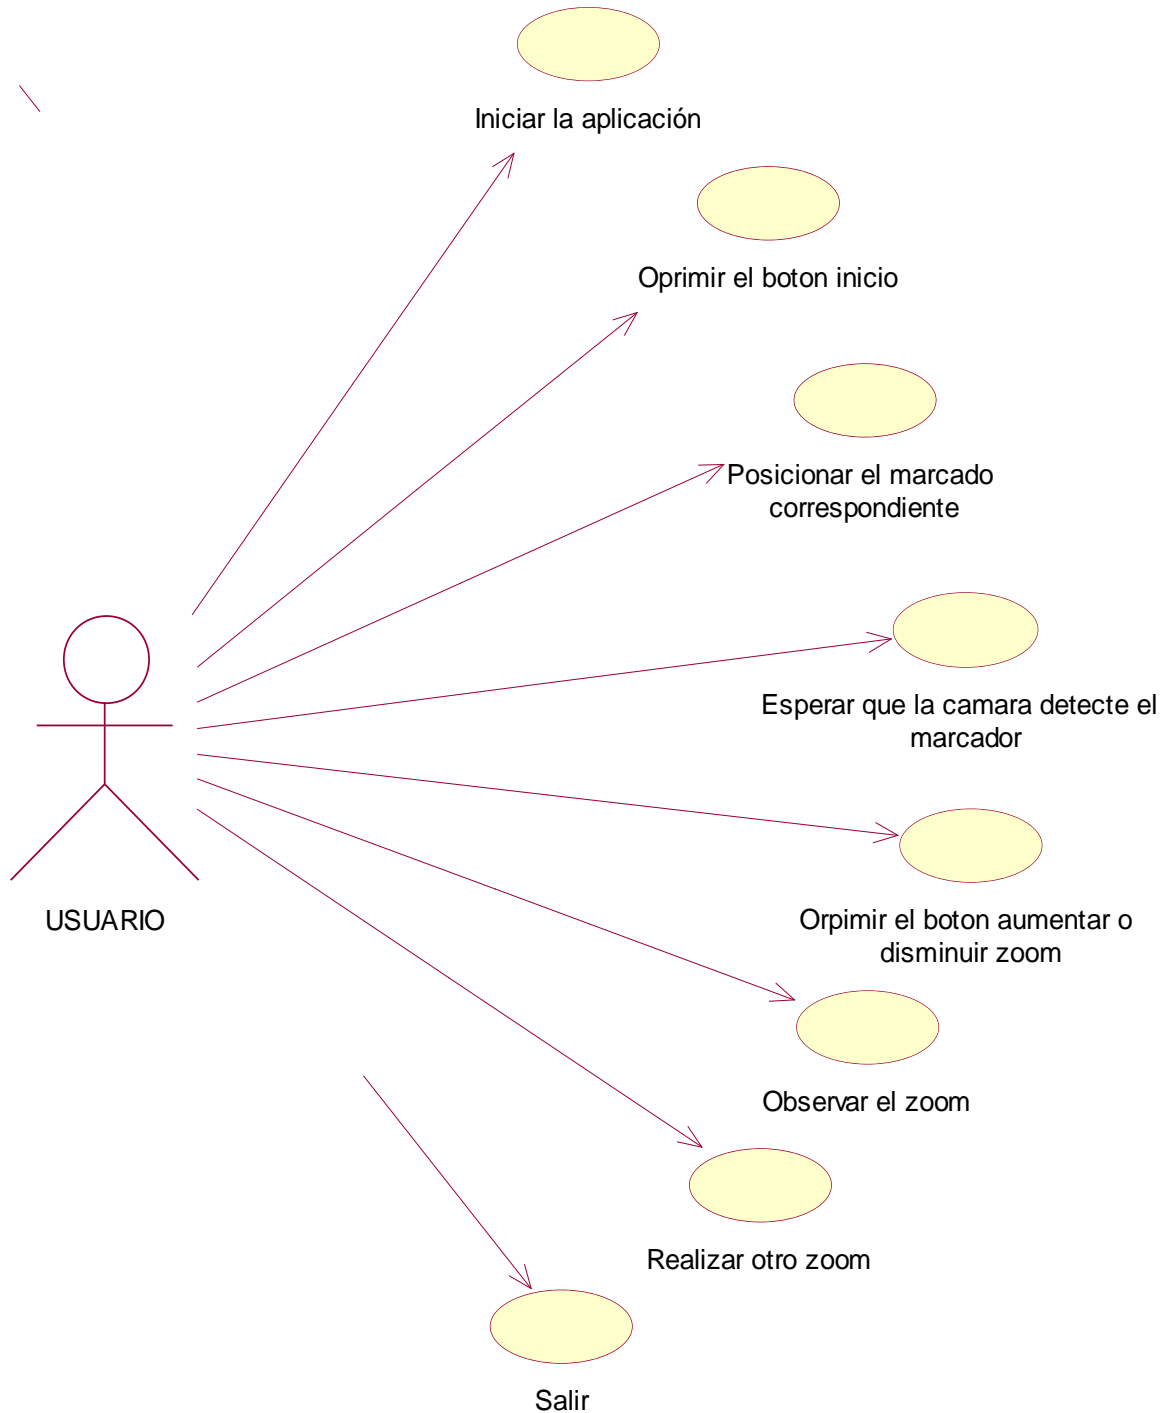 Iniciar la aplicación
Oprimir el boton inicio
Posicionar el marcado
correspondiente
Esperar que la camara detecte el
marcador
USUARIO
Orpimir el boton aumentar o
disminuir zoom
Observar el zoom
Realizar otro zoom
Salir